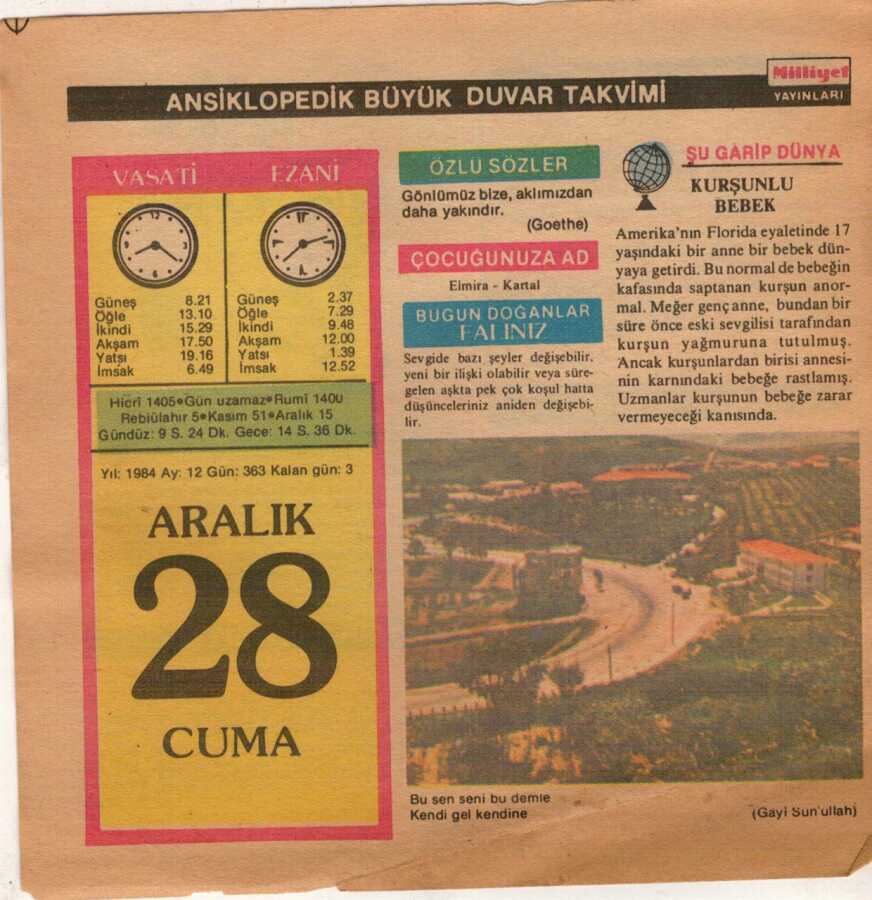 Milliyet
YAYINLARI
ANSİKLOPEDİK BÜYÜK DUVAR TAKVİMİ
VASATİ
EZANİ
Güneş 8.21
Öğle 13.10
İkindi 15.29
Akşam 17.50
Yatsı 19.16
İmsak 6.49
Güneş 2.37
Öğle 7.29
İkindi 9.48
Akşam 12.00
Yatsı 1.39
İmsak 12.52
Hicrî 1405•Gün uzamaz•Rumî 1400
Rebiülahır 5•Kasım 51•Aralık 15
Gündüz: 9 S. 24 Dk. Gece: 14 S. 36 Dk.
Yıl: 1984 Ay: 12 Gün: 363 Kalan gün: 3
ARALIK
28
CUMA
ÖZLÜ SÖZLER
Gönlümüz bize, aklımızdan
daha yakındır.
(Goethe)
ÇOCUĞUNUZA AD
Elmira - Kartal
BUGÜN DOĞANLAR
FALINIZ
Sevgide bazı şeyler değişebilir,
yeni bir ilişki olabilir veya süre-
gelen aşkta pek çok koşul hatta
düşünceleriniz aniden değişebi-
lir.
ŞU GARİP DÜNYA
KURŞUNLU
BEBEK
Amerika'nın Florida eyaletinde 17
yaşındaki bir anne bir bebek dün-
yaya getirdi. Bu normal de bebeğin
kafasında saptanan kurşun anor-
mal. Meğer genç anne, bundan bir
süre önce eski sevgilisi tarafından
kurşun yağmuruna tutulmuş.
Ancak kurşunlardan birisi annesi-
nin karnındaki bebeğe rastlamış.
Uzmanlar kurşunun bebeğe zarar
vermeyeceği kanısında.
Bu sen seni bu demle
Kendi gel kendine
(Gayi Sun'ullah)